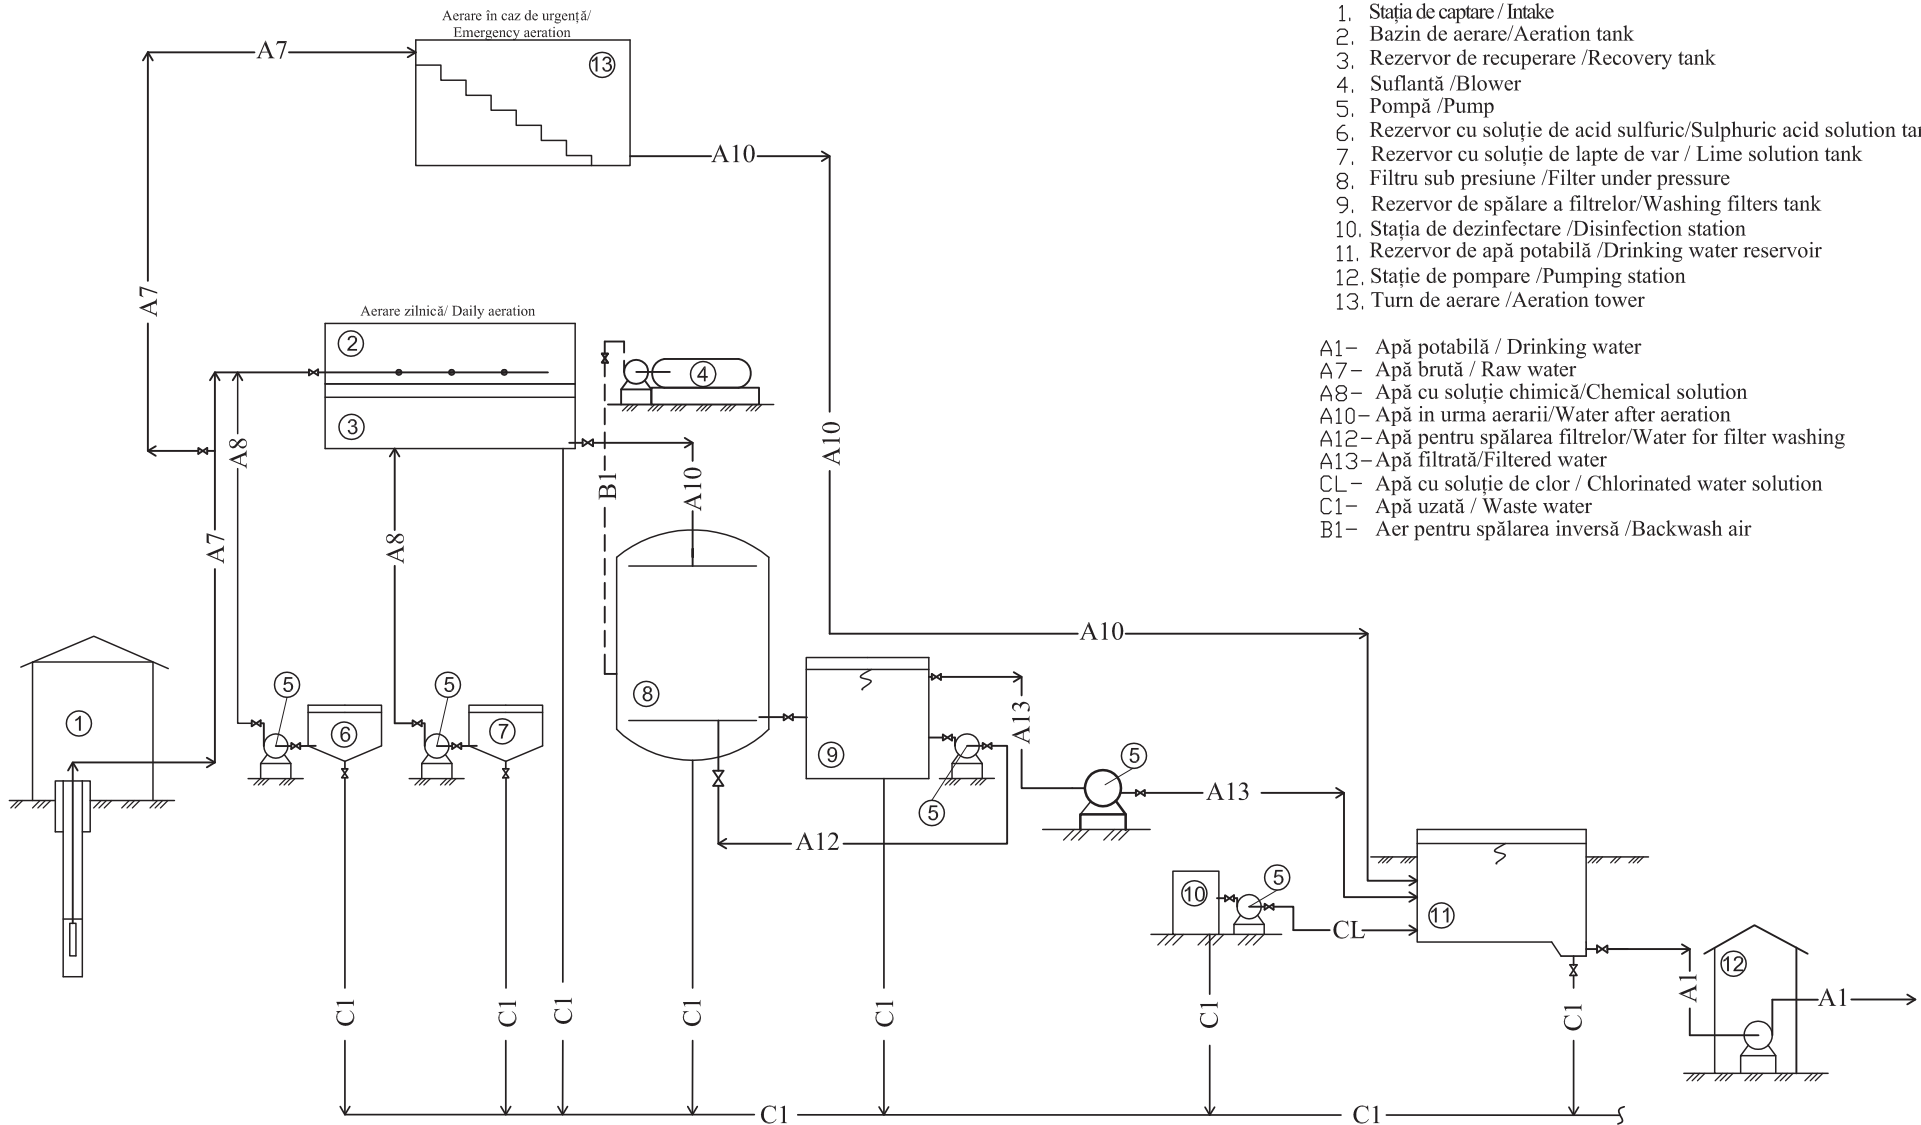 Aerare în caz de urgență/
Emergency aeration
A7
13
A10
A7
Aerare zilnică/ Daily aeration
2
3
4
A8
B1
A10
A10
A7
A8
A10
1
5
6
5
7
8
9
5
A13
5
A13
A12
10
5
CL
11
12
A1
A1
C1
C1
C1
C1
C1
C1
C1
C1
C1
1. Stația de captare / Intake
2. Bazin de aerare/Aeration tank
3. Rezervor de recuperare /Recovery tank
4. Suflantă /Blower
5. Pompă /Pump
6. Rezervor cu soluție de acid sulfuric/Sulphuric acid solution
7. Rezervor cu soluție de lapte de var / Lime solution tank
8. Filtru sub presiune /Filter under pressure
9. Rezervor de spălare a filtrelor/Washing filters tank
10. Stația de dezinfectare /Disinfection station
11. Rezervor de apă potabilă /Drinking water reservoir
12. Stație de pompare /Pumping station
13. Turn de aerare /Aeration tower
A1- Apă potabilă / Drinking water
A7- Apă brută / Raw water
A8- Apă cu soluție chimică/Chemical solution
A10- Apă in urma aerarii/Water after aeration
A12- Apă pentru spălarea filtrelor/Water for filter washing
A13- Apă filtrată/Filtered water
CL- Apă cu soluție de clor / Chlorinated water solution
C1- Apă uzată / Waste water
B1- Aer pentru spălarea inversă /Backwash air